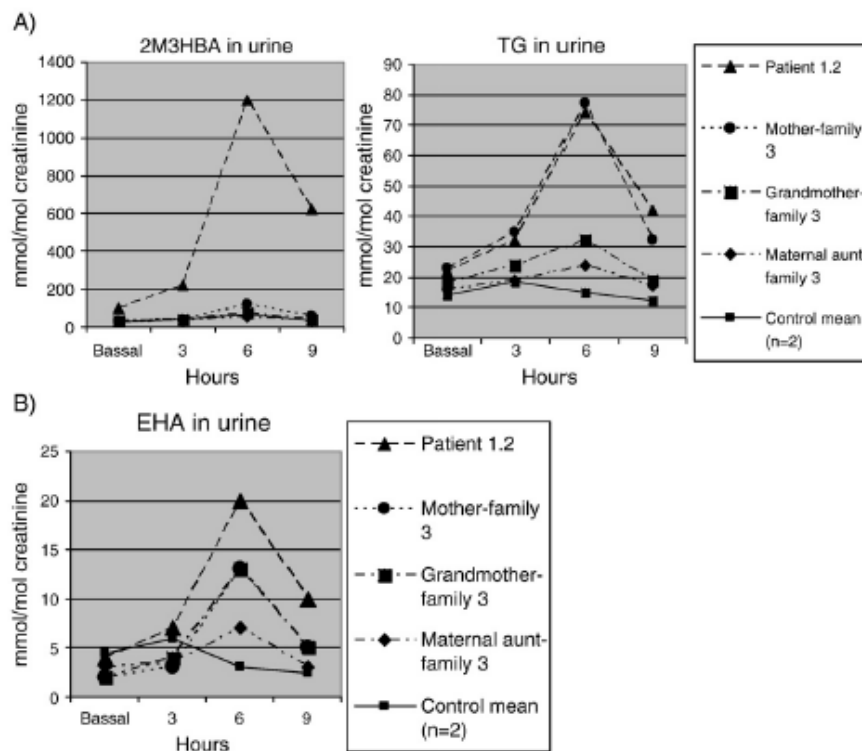 A)
2M3HBA in urine
mmol/mol creatinine
1400
1200
1000
800
600
400
200
0
Bassal 3 6 9
Hours
TG in urine
mmol/mol creatinine
90
80
70
60
50
40
30
20
10
0
Bassal 3 6 9
Hours
Patient 1.2
Mother-family
3
Grandmother-
family 3
Maternal aunt-
family 3
Control mean
(n=2)
B)
EHA in urine
mmol/mol creatinine
25
20
15
10
5
0
Bassal 3 6 9
Hours
Patient 1.2
Mother-family
3
Grandmother-
family 3
Maternal aunt-
family 3
Control mean
(n=2)